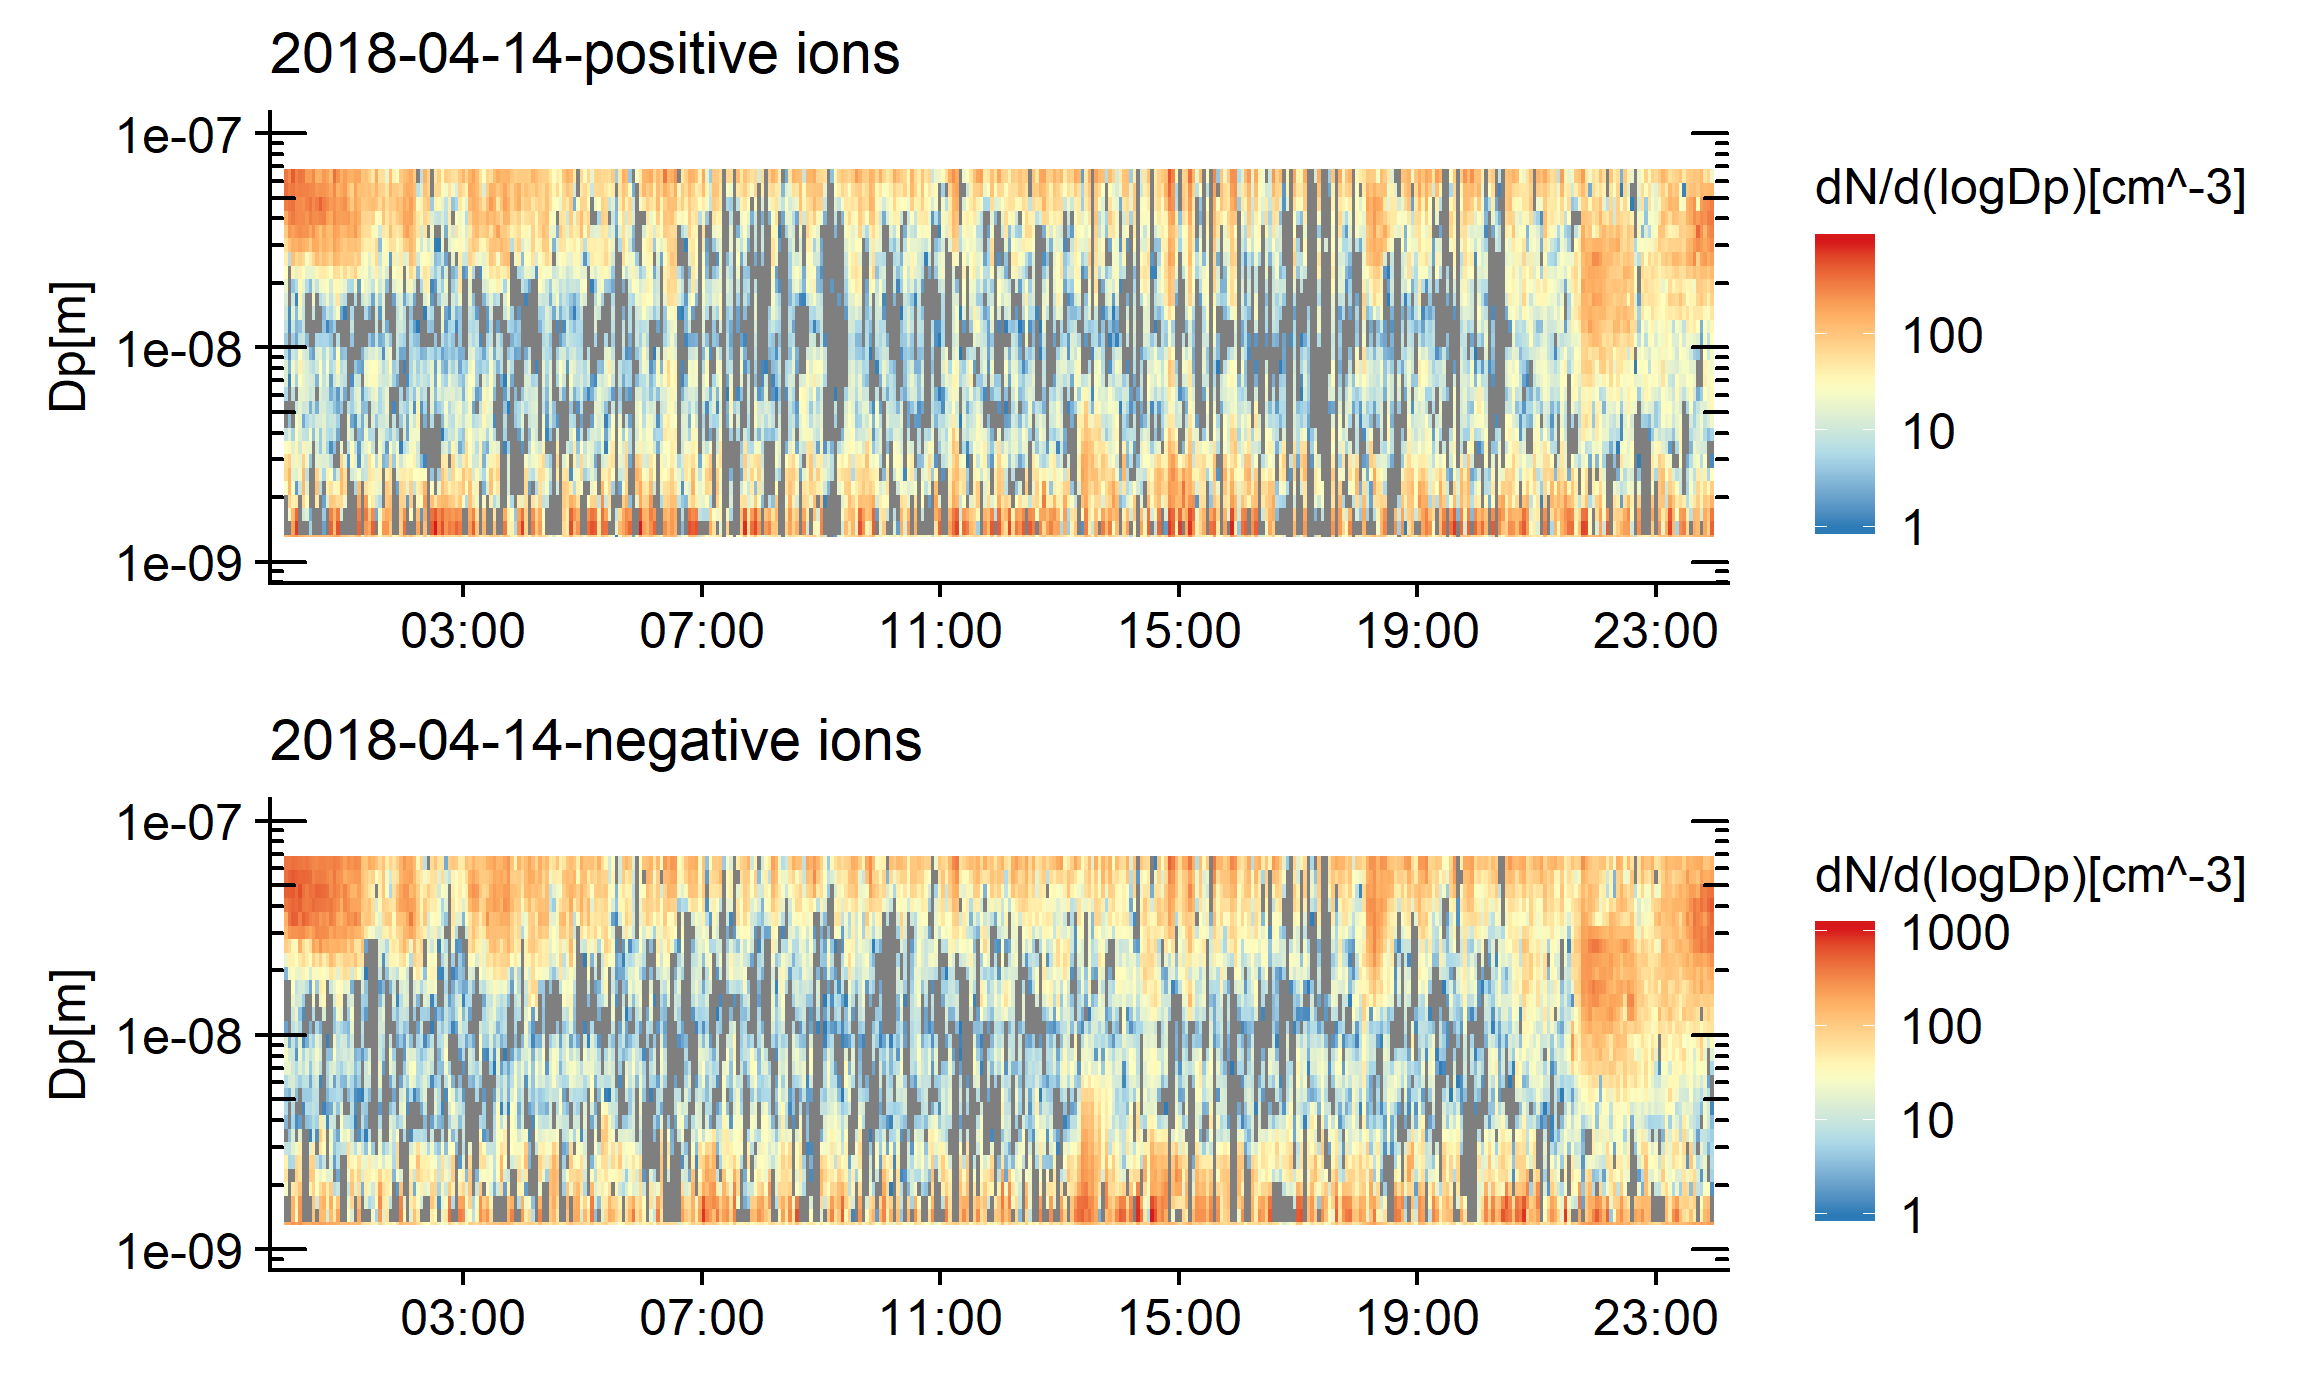 2018-04-14-positive ions
1e-07
1e-08
1e-09
Dp[m]
03:00 07:00 11:00 15:00 19:00 23:00
dN/d(logDp)[cm^-3]
100
10
1
2018-04-14-negative ions
1e-07
1e-08
1e-09
Dp[m]
03:00 07:00 11:00 15:00 19:00 23:00
dN/d(logDp)[cm^-3]
1000
100
10
1